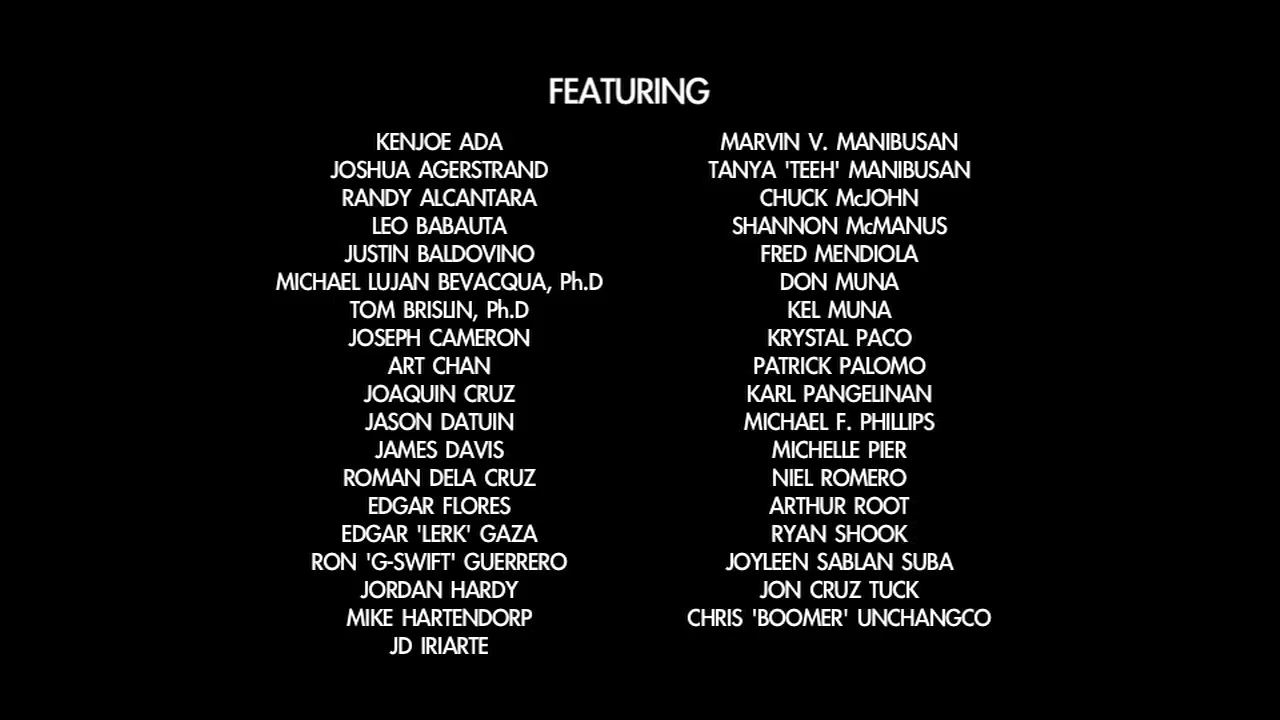 FEATURING
KENJOE ADA
JOSHUA AGERSTRAND
RANDY ALCANTARA
LEO BABAUTA
JUSTIN BALDOVINO
MICHAEL LUJAN BEVACQUA, Ph.D
TOM BRISLIN, Ph.D
JOSEPH CAMERON
ART CHAN
JOAQUIN CRUZ
JASON DATUIN
JAMES DAVIS
ROMAN DELA CRUZ
EDGAR FLORES
EDGAR 'LERK' GAZA
RON 'G-SWIFT' GUERRERO
JORDAN HARDY
MIKE HARTENDORP
JD IRIARTE
MARVIN V. MANIBUSAN
TANYA 'TEEH' MANIBUSAN
CHUCK McJOHN
SHANNON McMANUS
FRED MENDIOLA
DON MUNA
KEL MUNA
KRYSTAL PACO
PATRICK PALOMO
KARL PANGELINAN
MICHAEL F. PHILLIPS
MICHELLE PIER
NIEL ROMERO
ARTHUR ROOT
RYAN SHOOK
JOYLEEN SABLAN SUBA
JON CRUZ TUCK
CHRIS 'BOOMER' UNCHANGCO